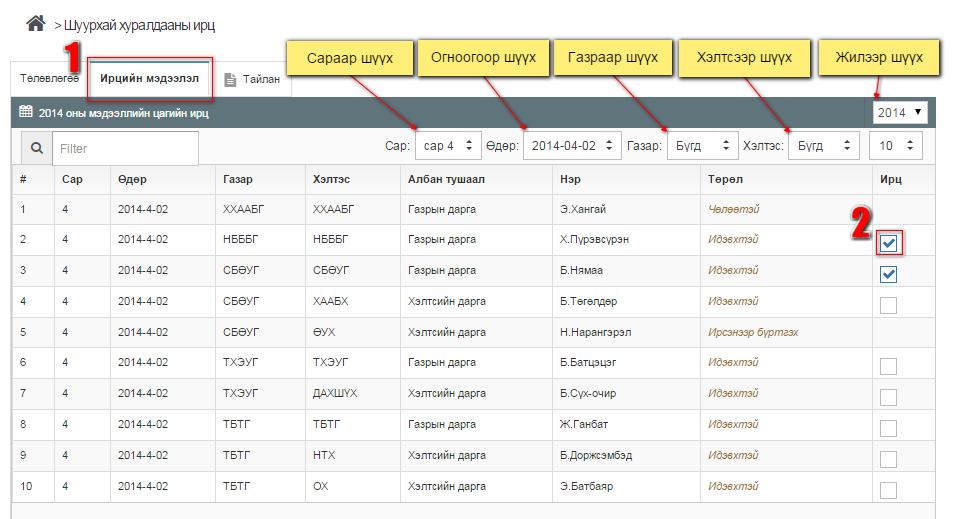 > Шуурхай хуралдааны ирц
1
Төлөвлөгөө Ирцийн мэдээлэл Тайлан
Сараар шүүх Огноогоор шүүх Газраар шүүх Хэлтсээр шүүх Жилээр шүүх
2014 оны мэдээллийн цагийн ирц 2014
Filter Сар: сар 4 Өдөр: 2014-04-02 Газар: Бүгд Хэлтэс: Бүгд 10
# Сар Өдөр Газар Хэлтэс Албан тушаал Нэр Төрөл Ирц
1 4 2014-4-02 ХХААБГ ХХААБГ Газрын дарга Э.Хангай Чөлөөтэй
2 4 2014-4-02 НБББГ НБББГ Газрын дарга Х.Пүрэвсүрэн Идэвхтэй 2
3 4 2014-4-02 СБӨУГ СБӨУГ Газрын дарга Б.Нямаа Идэвхтэй
4 4 2014-4-02 СБӨУГ ХААБХ Хэлтсийн дарга Б.Төгөлдөр Идэвхтэй
5 4 2014-4-02 СБӨУГ ӨУХ Хэлтсийн дарга Н.Нарангэрэл Ирсэнээр бүртгэх
6 4 2014-4-02 ТХЭУГ ТХЭУГ Газрын дарга Б.Батцэцэг Идэвхтэй
7 4 2014-4-02 ТХЭУГ ДАХШҮХ Хэлтсийн дарга Б.Сүх-очир Идэвхтэй
8 4 2014-4-02 ТБТГ ТБТГ Газрын дарга Ж.Ганбат Идэвхтэй
9 4 2014-4-02 ТБТГ НТХ Хэлтсийн дарга Б.Доржсэмбэд Идэвхтэй
10 4 2014-4-02 ТБТГ ОХ Хэлтсийн дарга Э.Батбаяр Идэвхтэй